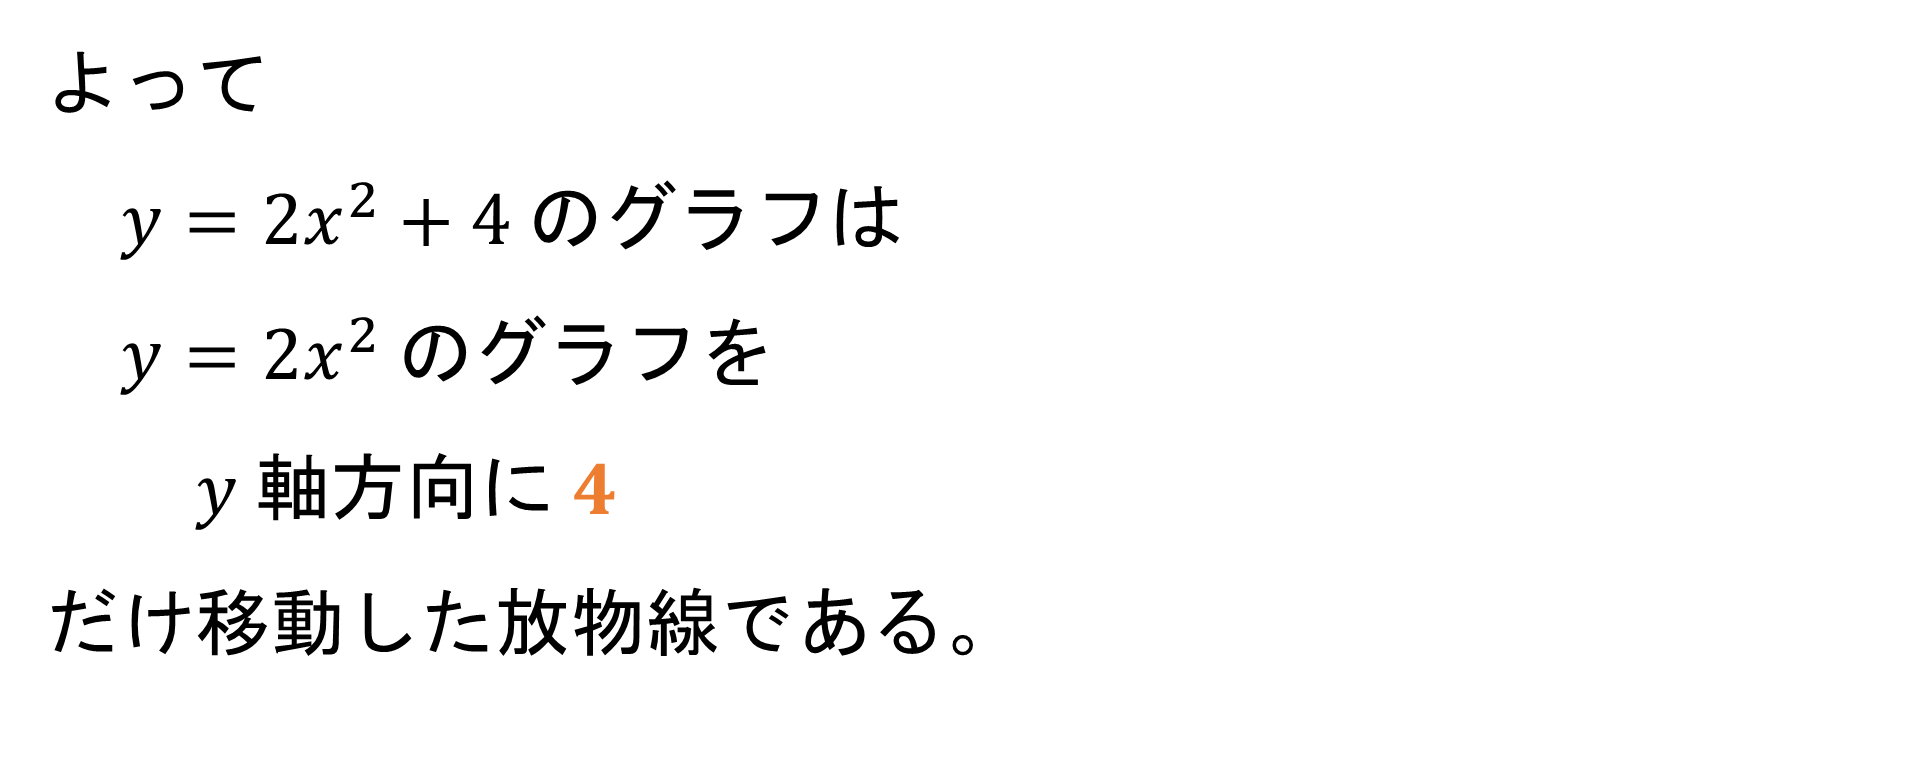 よって
y = 2x² + 4 のグラフは
y = 2x² のグラフを
y 軸方向に 4
だけ移動した放物線である。